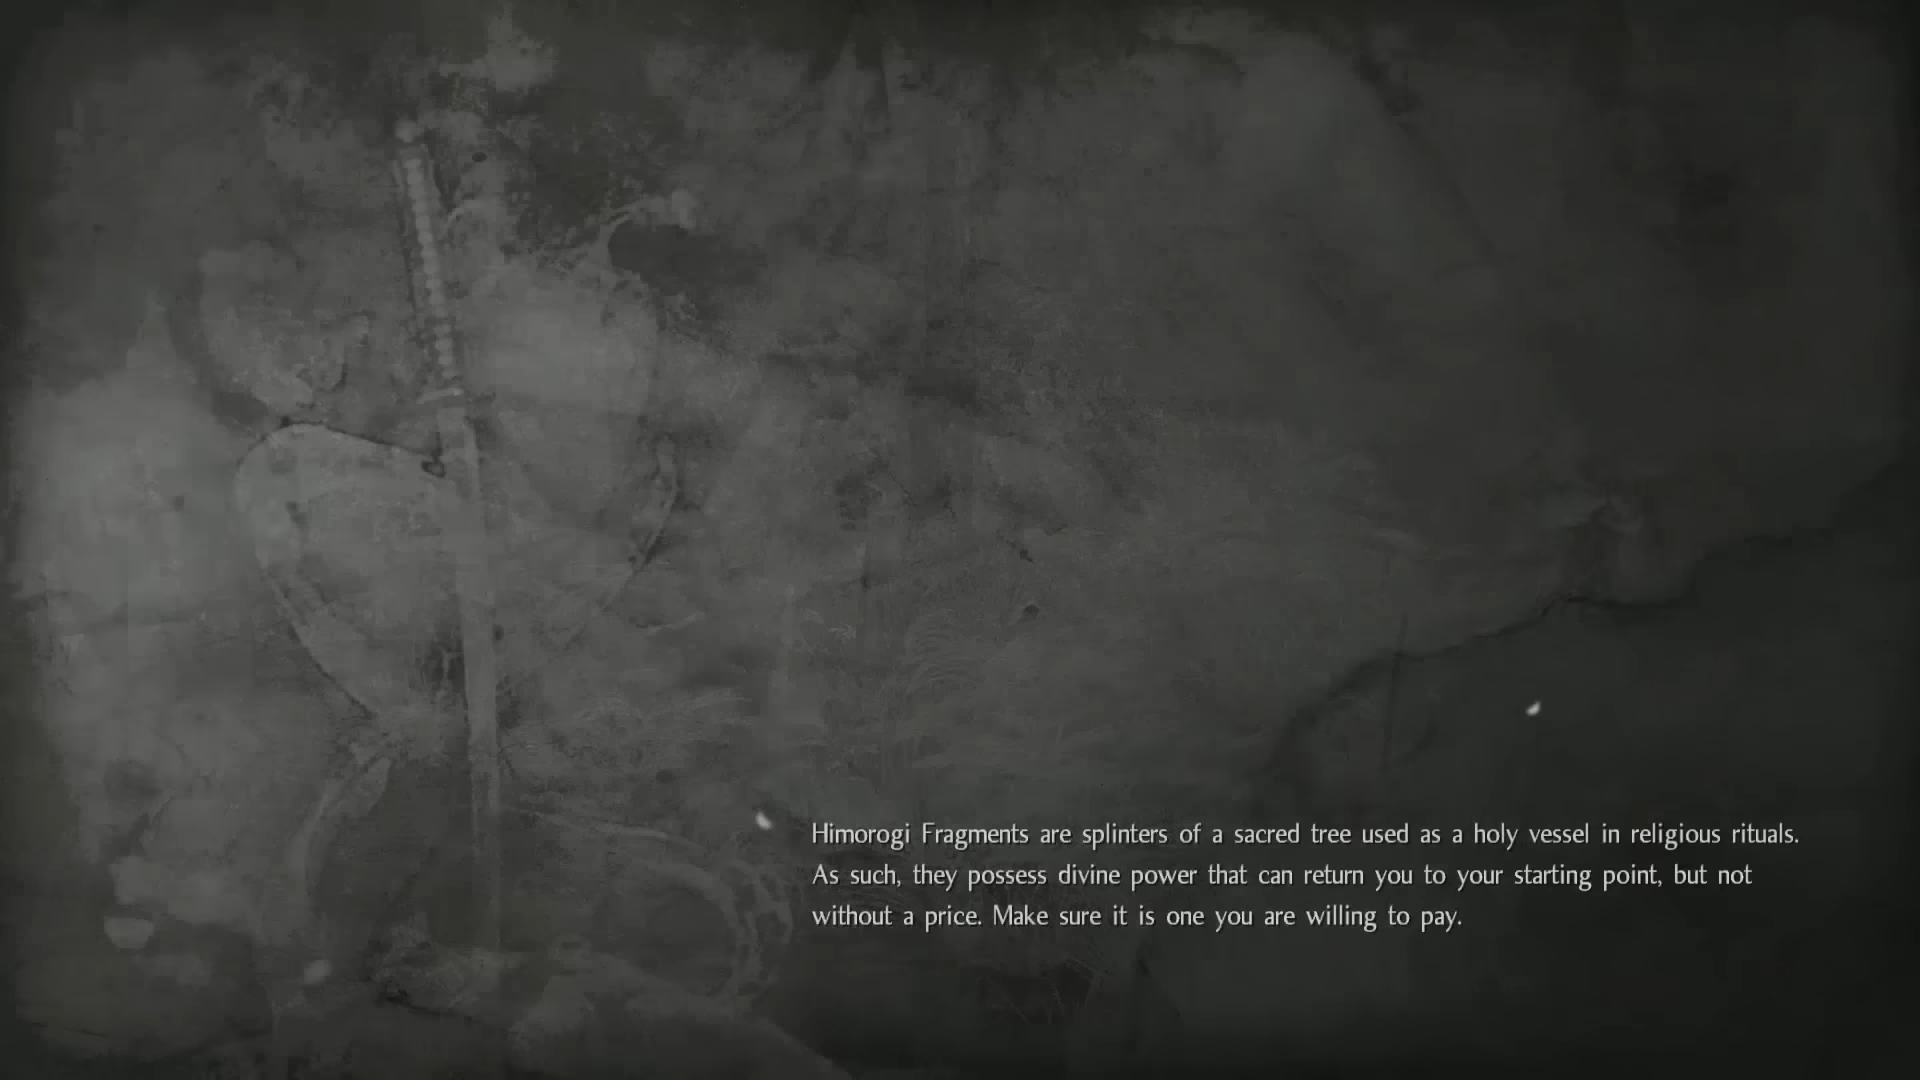 Himorogi Fragments are splinters of a sacred tree used as a holy vessel in religious rituals.
As such, they possess divine power that can return you to your starting point, but not
without a price. Make sure it is one you are willing to pay.